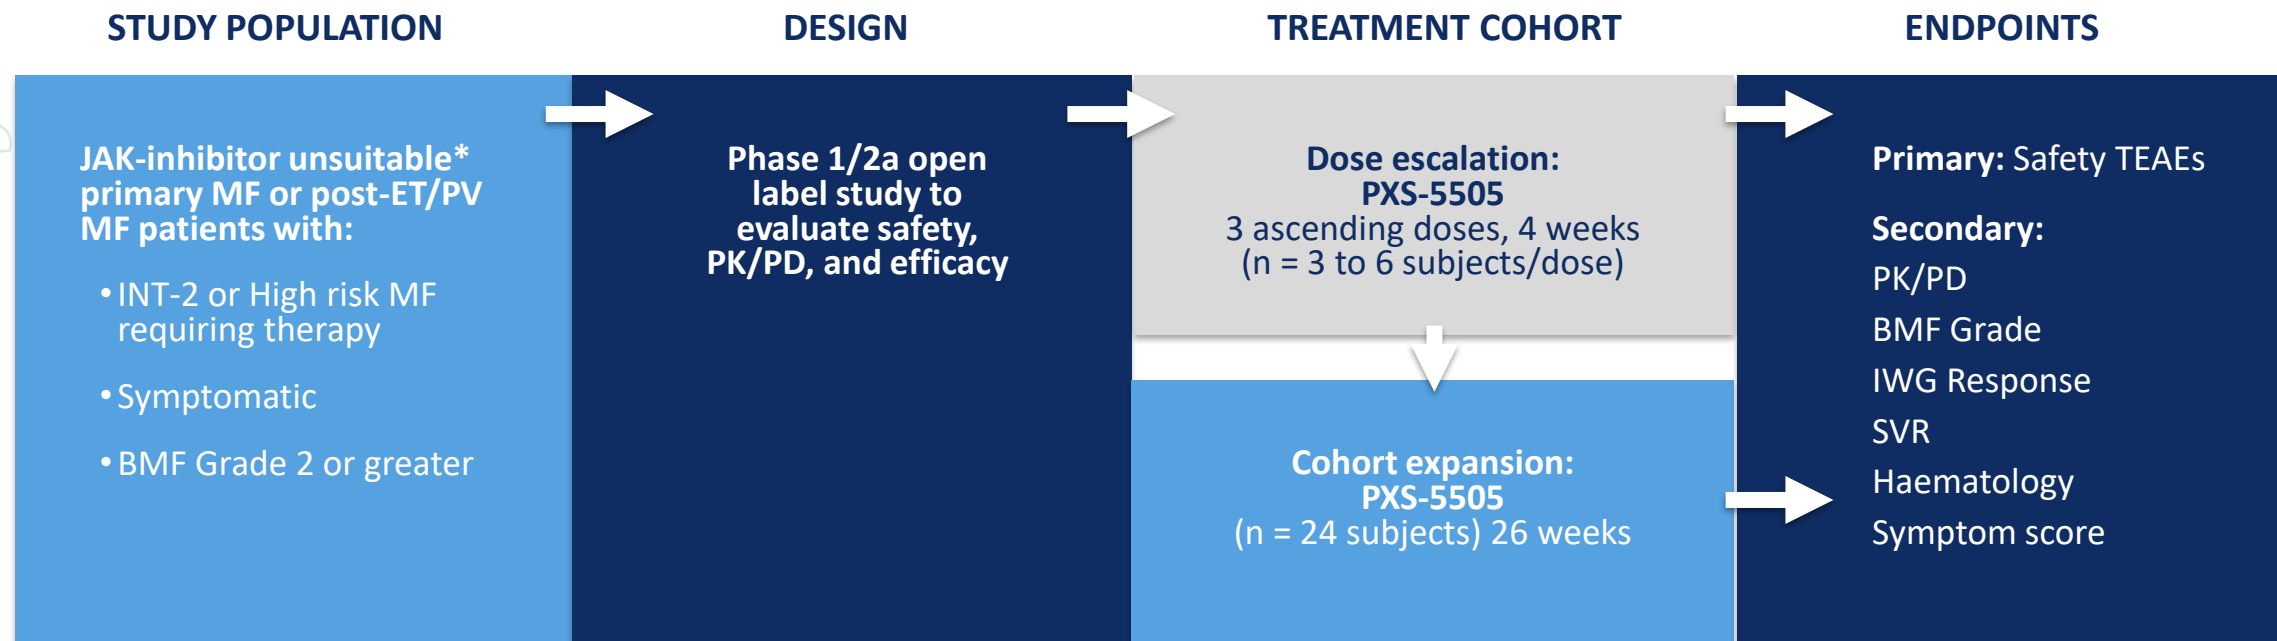 STUDY POPULATION
DESIGN
TREATMENT COHORT
ENDPOINTS
JAK-inhibitor unsuitable*
primary MF or post-ET/PV
MF patients with:
• INT-2 or High risk MF
requiring therapy
• Symptomatic
• BMF Grade 2 or greater
Phase 1/2a open
label study to
evaluate safety,
PK/PD, and efficacy
Dose escalation:
PXS-5505
3 ascending doses, 4 weeks
(n = 3 to 6 subjects/dose)
Cohort expansion:
PXS-5505
(n = 24 subjects) 26 weeks
Primary: Safety TEAEs
Secondary:
PK/PD
BMF Grade
IWG Response
SVR
Haematology
Symptom score